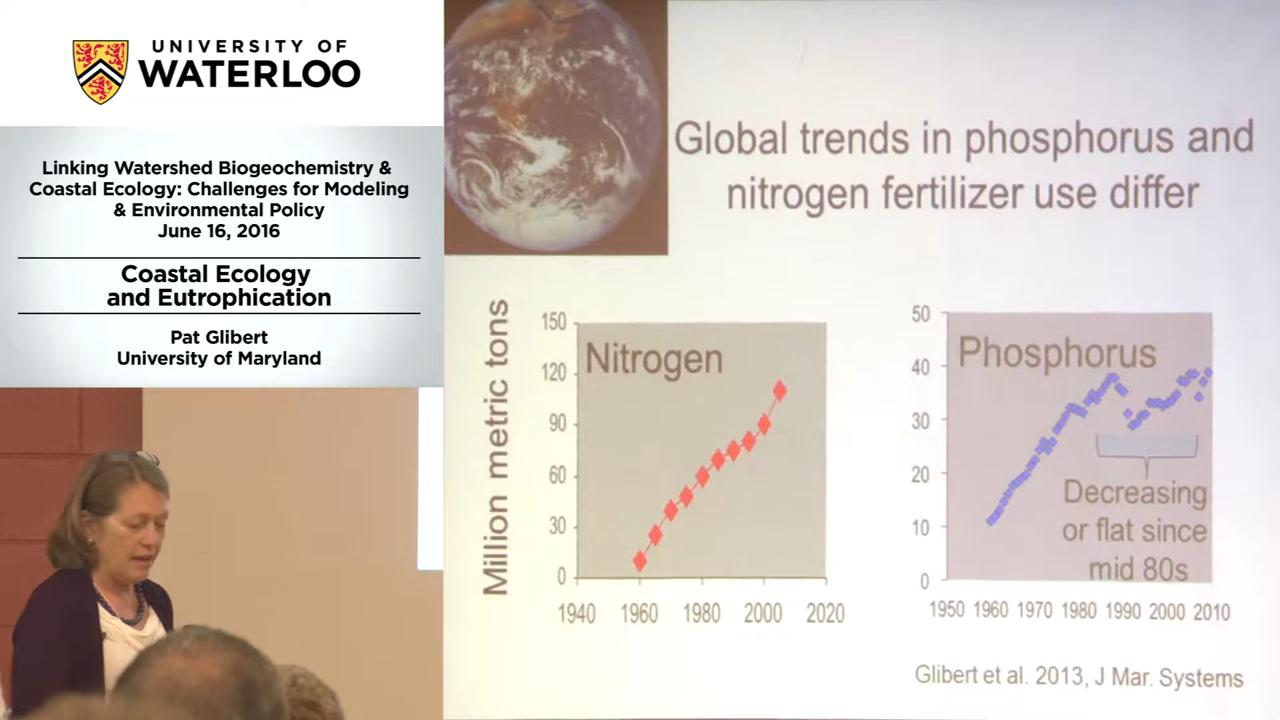 UNIVERSITY OF
WATERLOO
Linking Watershed Biogeochemistry &
Coastal Ecology: Challenges for Modeling
& Environmental Policy
June 16, 2016
Coastal Ecology
and Eutrophication
Pat Glibert
University of Maryland
Global trends in phosphorus and
nitrogen fertilizer use differ
Million metric tons
150
120
90
60
30
0
Nitrogen
1940 1960 1980 2000 2020
50
40
30
20
10
0
Phosphorus
Decreasing
or flat since
mid 80s
1950 1960 1970 1980 1990 2000 2010
Glibert et al. 2013, J Mar. Systems